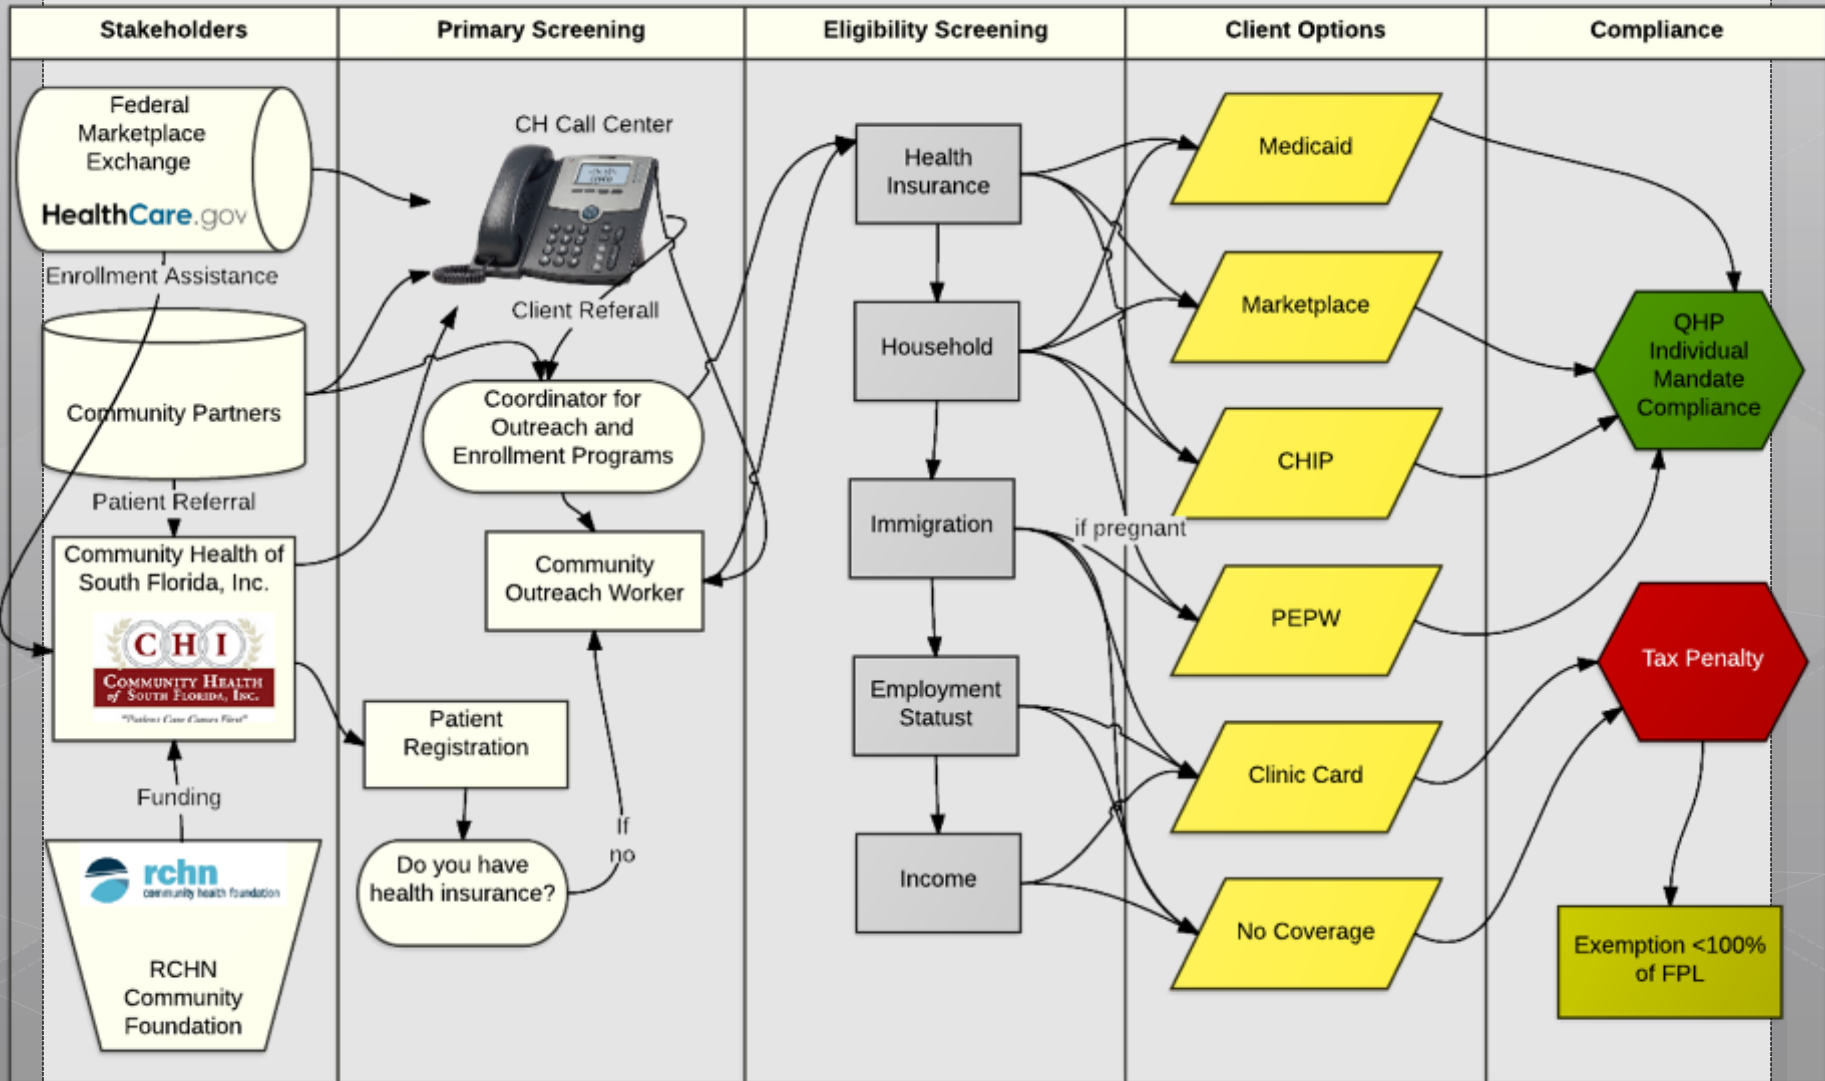 Stakeholders
Primary Screening
Eligibility Screening
Client Options
Compliance
Federal
Marketplace
Exchange
HealthCare.gov
Enrollment Assistance
Community Partners
Patient Referral
Community Health of
South Florida, Inc.
CHI
COMMUNITY HEALTH
of SOUTH FLORIDA, INC.
"Patient Care Comes First"
Funding
rchn
community health foundation
RCHN
Community
Foundation
CH Call Center
Client Referall
Coordinator for
Outreach and
Enrollment Programs
Community
Outreach Worker
Patient
Registration
If
no
Do you have
health insurance?
Health
Insurance
Household
Immigration
Employment
Statust
Income
Medicaid
Marketplace
CHIP
if pregnant
PEPW
Clinic Card
No Coverage
QHP
Individual
Mandate
Compliance
Tax Penalty
Exemption <100%
of FPL